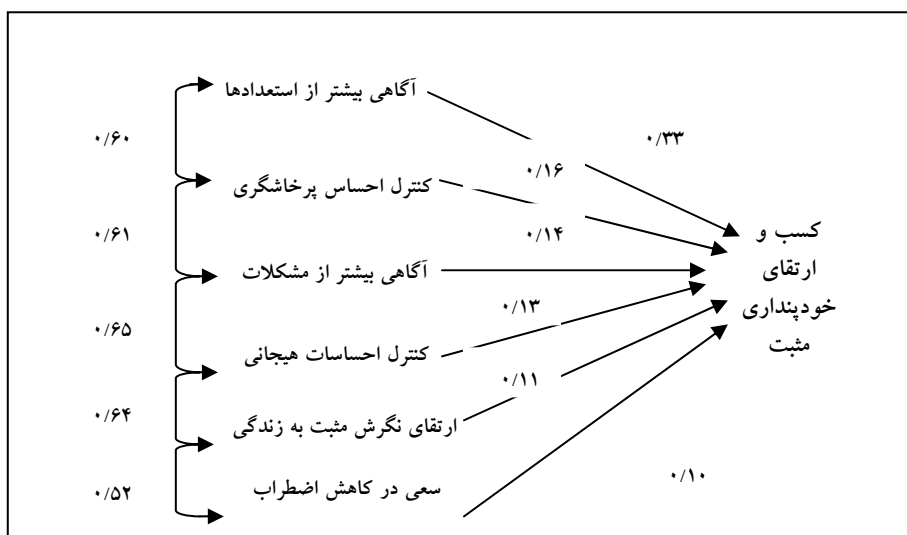 آگاهی بیشتر از استعدادها
۰/۳۳
۰/۶۰
۰/۱۶
کنترل احساس پرخاشگری
۰/۶۱
۰/۱۴
کسب و
ارتقای
خودپنداری
مثبت
آگاهی بیشتر از مشکلات
۰/۱۳
۰/۶۵
کنترل احساسات هیجانی
۰/۱۱
۰/۶۴
ارتقای نگرش مثبت به زندگی
۰/۱۰
سعی در کاهش اضطراب
۰/۵۲